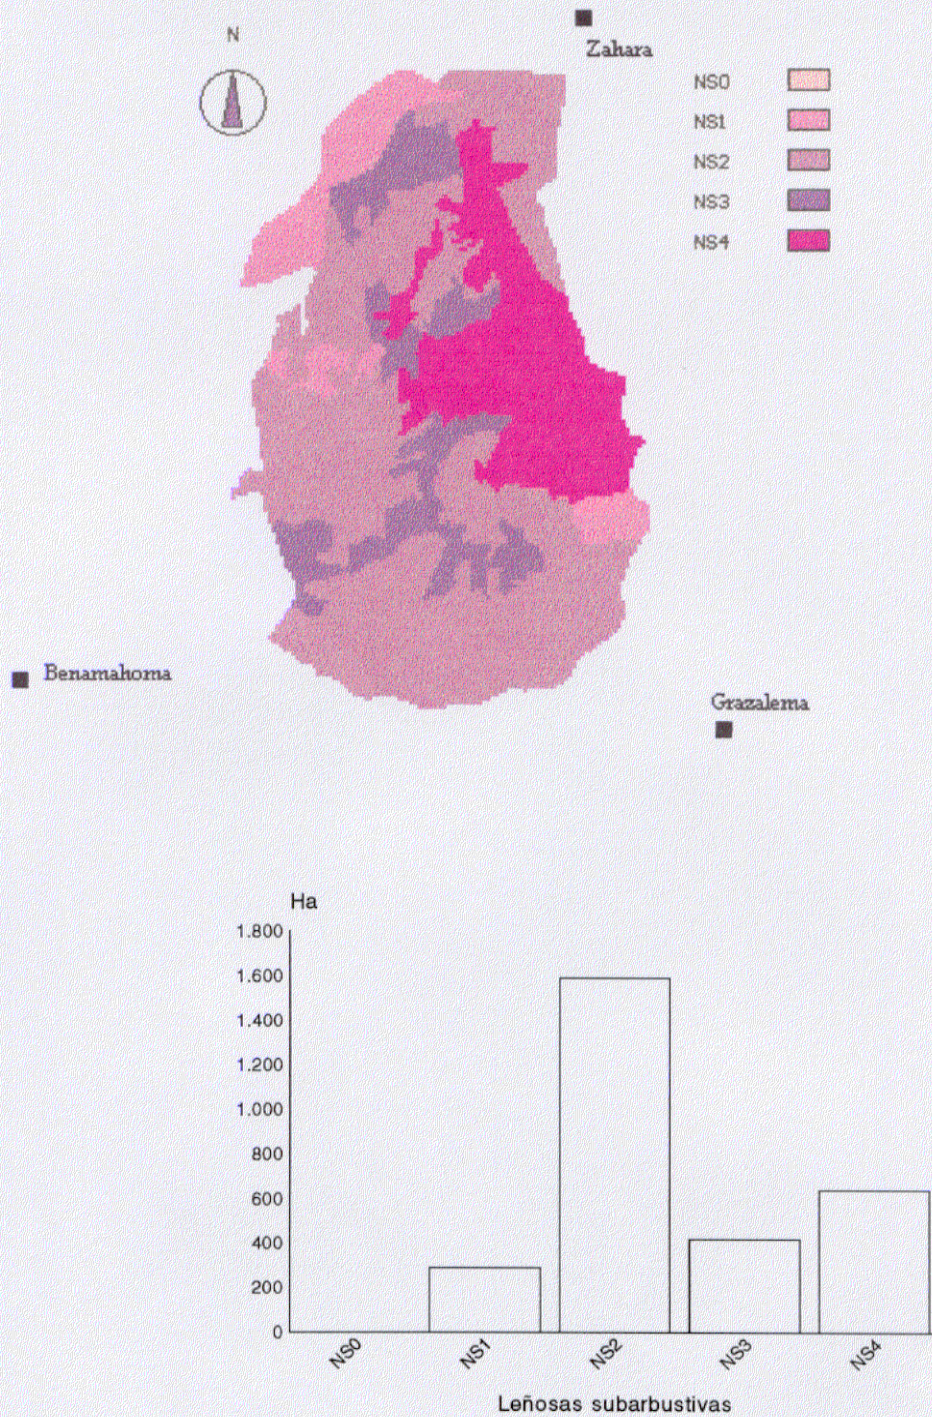 N
Zahara
NS0
NS1
NS2
NS3
NS4
Benamahoma
Grazalema
Ha
1.800
1.600
1.400
1.200
1.000
800
600
400
200
0
NS0
NS1
NS2
NS3
NS4
Leñosas subarbustivas